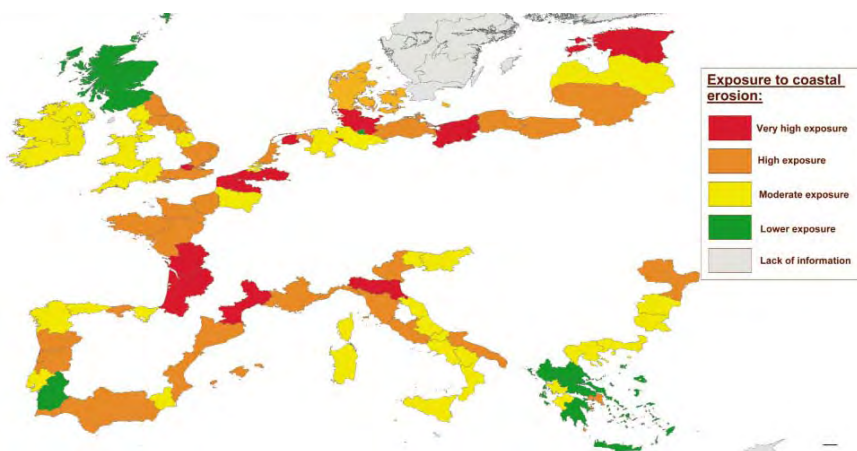 Exposure to coastal
erosion:
Very high exposure
High exposure
Moderate exposure
Lower exposure
Lack of information